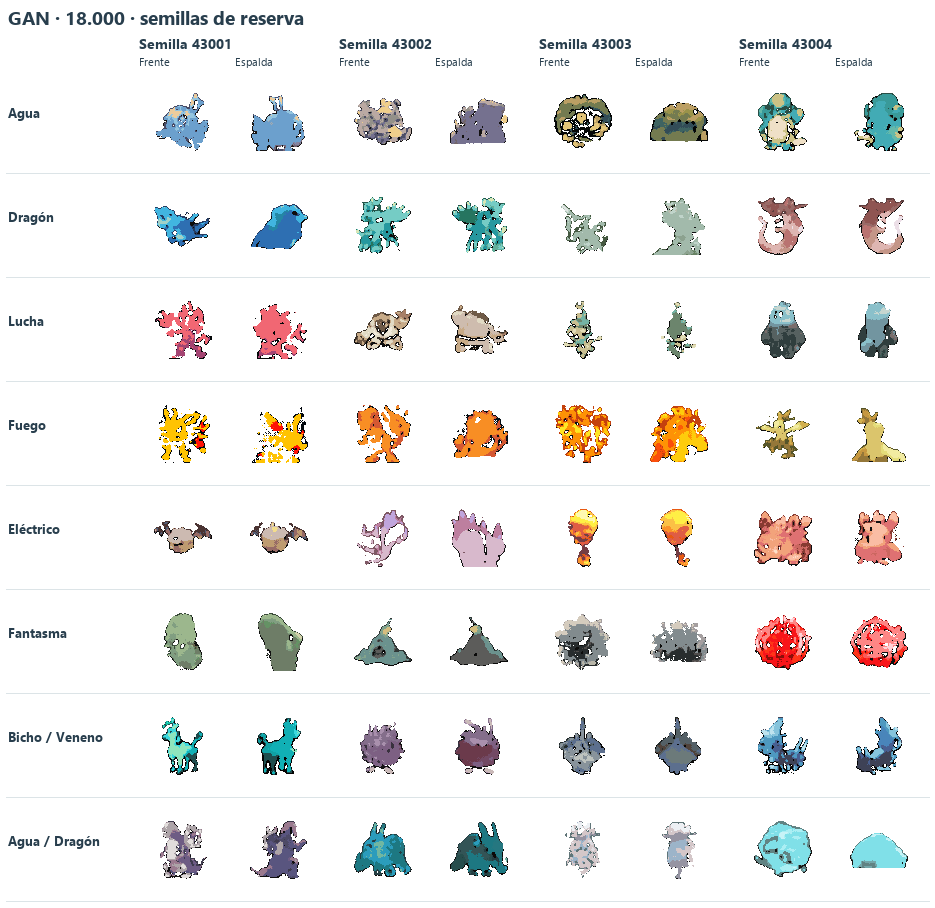 GAN · 18.000 · semillas de reserva
Semilla 43001 Semilla 43002 Semilla 43003 Semilla 43004
Frente Espalda Frente Espalda Frente Espalda Frente Espalda
Agua
Dragón
Lucha
Fuego
Eléctrico
Fantasma
Bicho / Veneno
Agua / Dragón